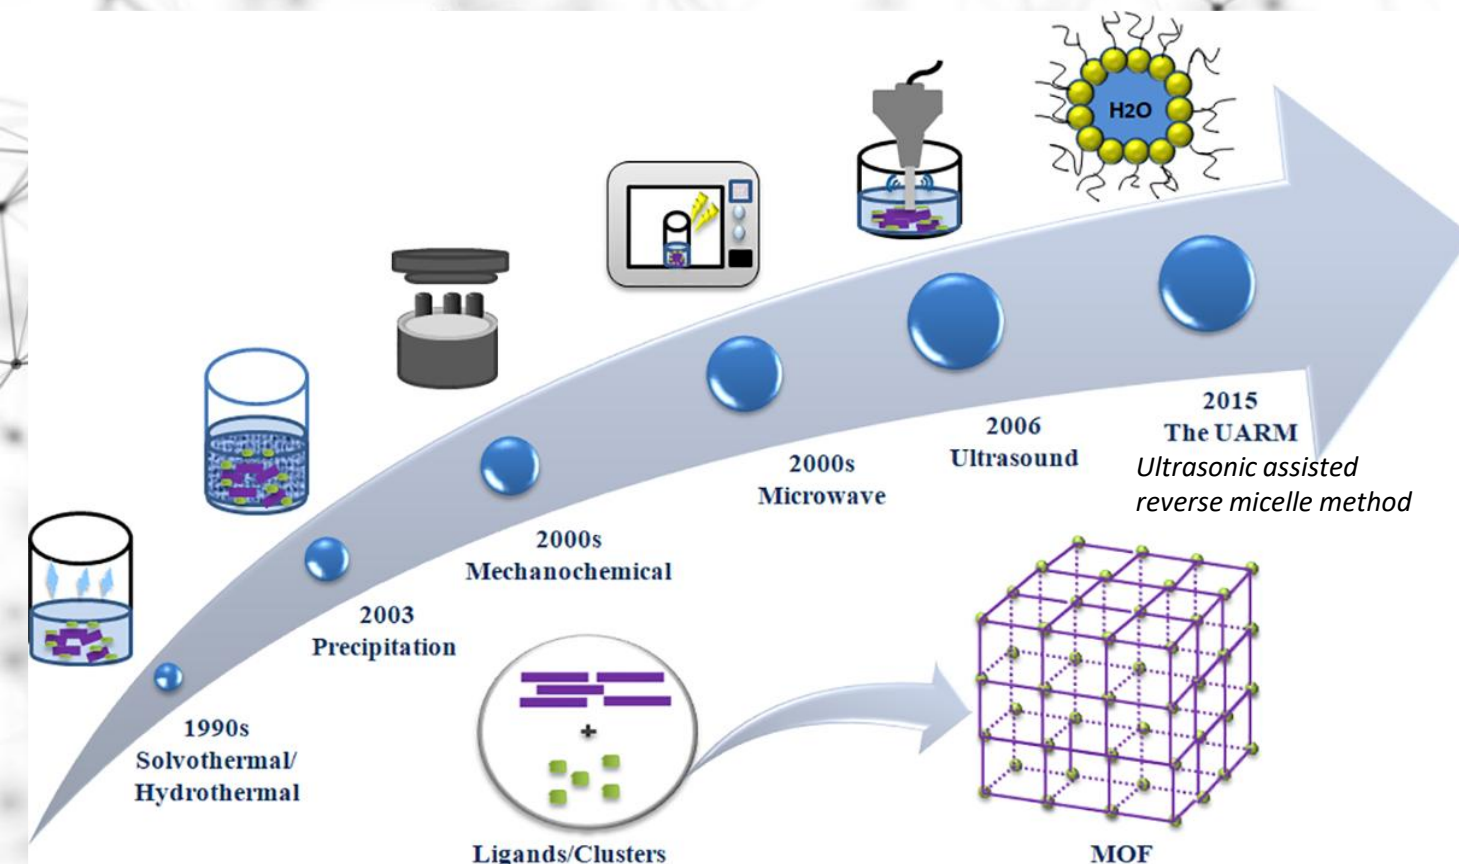 H2O
1990s
Solvothermal/
Hydrothermal
2003
Precipitation
2000s
Mechanochemical
2000s
Microwave
2006
Ultrasound
2015
The UARM
Ultrasonic assisted
reverse micelle method
+
Ligands/Clusters
MOF